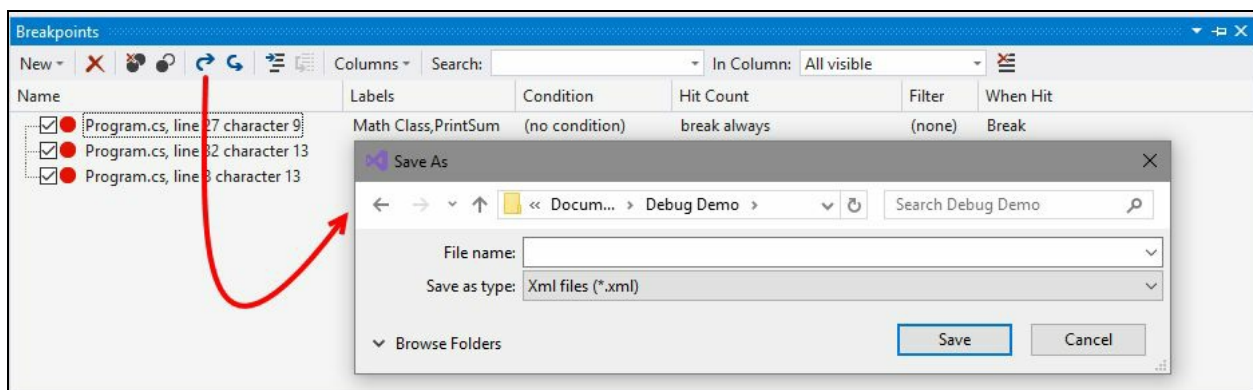 Breakpoints
New Columns Search: In Column: All visible
Name Labels Condition Hit Count Filter When Hit
Program.cs, line 27 character 9 Math Class,PrintSum (no condition) break always (none) Break
Program.cs, line 32 character 13
Program.cs, line 8 character 13
Save As
« Docum... › Debug Demo › Search Debug Demo
File name:
Save as type: Xml files (*.xml)
Browse Folders Save Cancel